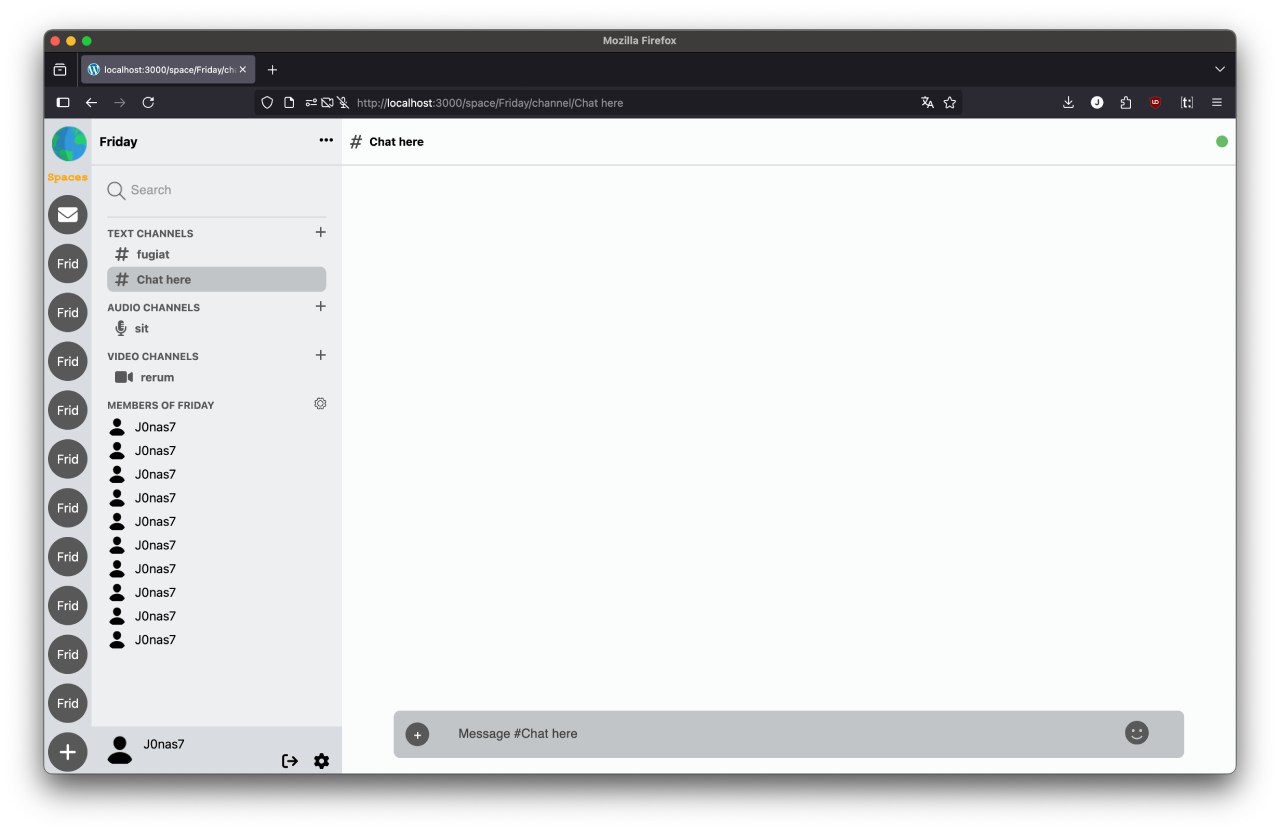 Mozilla Firefox
localhost:3000/space/Friday/ch
http://localhost:3000/space/Friday/channel/Chat here
J
UD
[t:]
Spaces
Frid
Frid
Frid
Frid
Frid
Frid
Frid
Frid
Frid
Frid
Friday
Search
TEXT CHANNELS
# fugiat
# Chat here
AUDIO CHANNELS
sit
VIDEO CHANNELS
rerum
MEMBERS OF FRIDAY
J0nas7
J0nas7
J0nas7
J0nas7
J0nas7
J0nas7
J0nas7
J0nas7
J0nas7
J0nas7
J0nas7
# Chat here
Message #Chat here